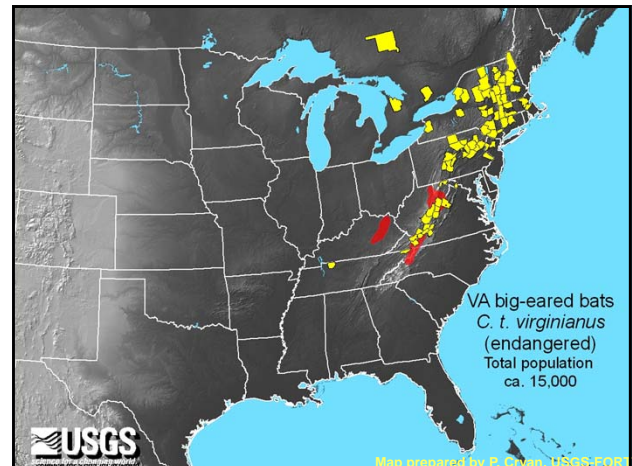 VA big-eared bats
C. t. virginianus
(endangered)
Total population
ca. 15,000
USGS
science for a changing world
Map prepared by P. Cryan, USGS-FORT